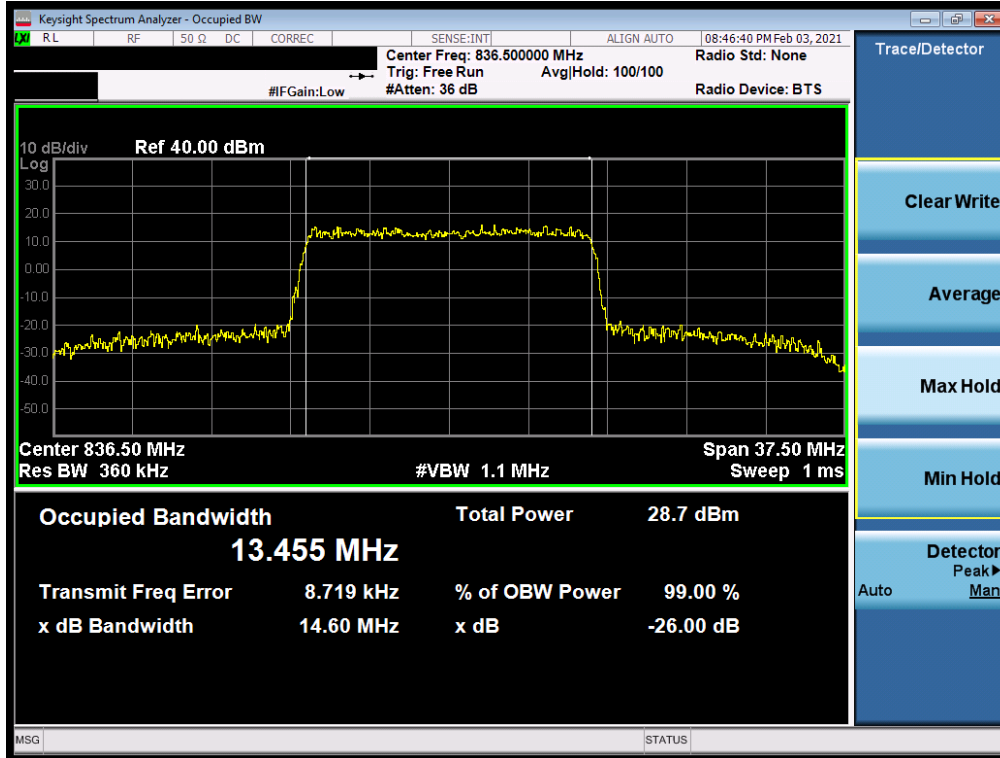 Keysight Spectrum Analyzer - Occupied BW
LXI RL RF 50 Ω DC CORREC SENSE:INT ALIGN AUTO 08:46:40 PM Feb 03, 2021
Center Freq: 836.500000 MHz Radio Std: None
Trig: Free Run Avg|Hold: 100/100
#IFGain:Low #Atten: 36 dB Radio Device: BTS
Trace/Detector
10 dB/div Ref 40.00 dBm
Log
30.0
20.0
10.0
0.00
-10.0
-20.0
-30.0
-40.0
-50.0
Center 836.50 MHz Span 37.50 MHz
Res BW 360 kHz #VBW 1.1 MHz Sweep 1 ms
Occupied Bandwidth Total Power 28.7 dBm
13.455 MHz
Transmit Freq Error 8.719 kHz % of OBW Power 99.00 %
x dB Bandwidth 14.60 MHz x dB -26.00 dB
Clear Write
Average
Max Hold
Min Hold
Detector
Peak▶
Auto Man
MSG STATUS